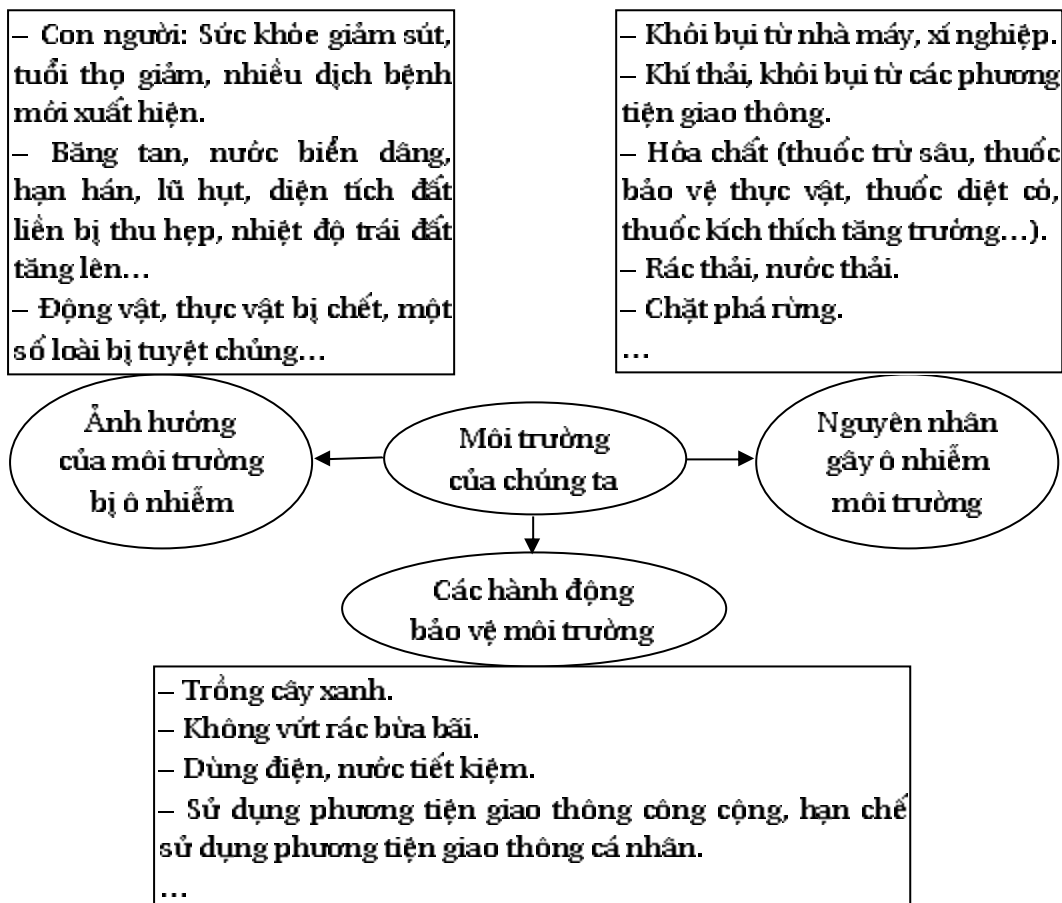 – Con người: Sức khỏe giảm sút,
tuổi thọ giảm, nhiều dịch bệnh
mới xuất hiện.
– Băng tan, nước biển dâng,
hạn hán, lũ lụt, diện tích đất
liền bị thu hẹp, nhiệt độ trái đất
tăng lên…
– Động vật, thực vật bị chết, một
số loài bị tuyệt chủng…
– Khói bụi từ nhà máy, xí nghiệp.
– Khí thải, khói bụi từ các phương
tiện giao thông.
– Hóa chất (thuốc trừ sâu, thuốc
bảo vệ thực vật, thuốc diệt cỏ,
thuốc kích thích tăng trưởng…).
– Rác thải, nước thải.
– Chặt phá rừng.
…
Ảnh hưởng
của môi trường
bị ô nhiễm
Môi trường
của chúng ta
Nguyên nhân
gây ô nhiễm
môi trường
Các hành động
bảo vệ môi trường
– Trồng cây xanh.
– Không vứt rác bừa bãi.
– Dùng điện, nước tiết kiệm.
– Sử dụng phương tiện giao thông công cộng, hạn chế
sử dụng phương tiện giao thông cá nhân.
…